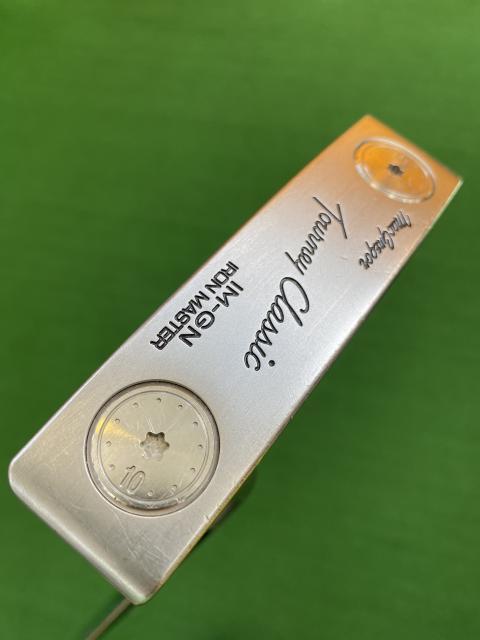 MacGregor
Tourney Classic
IM-GN
IRON MASTER
10